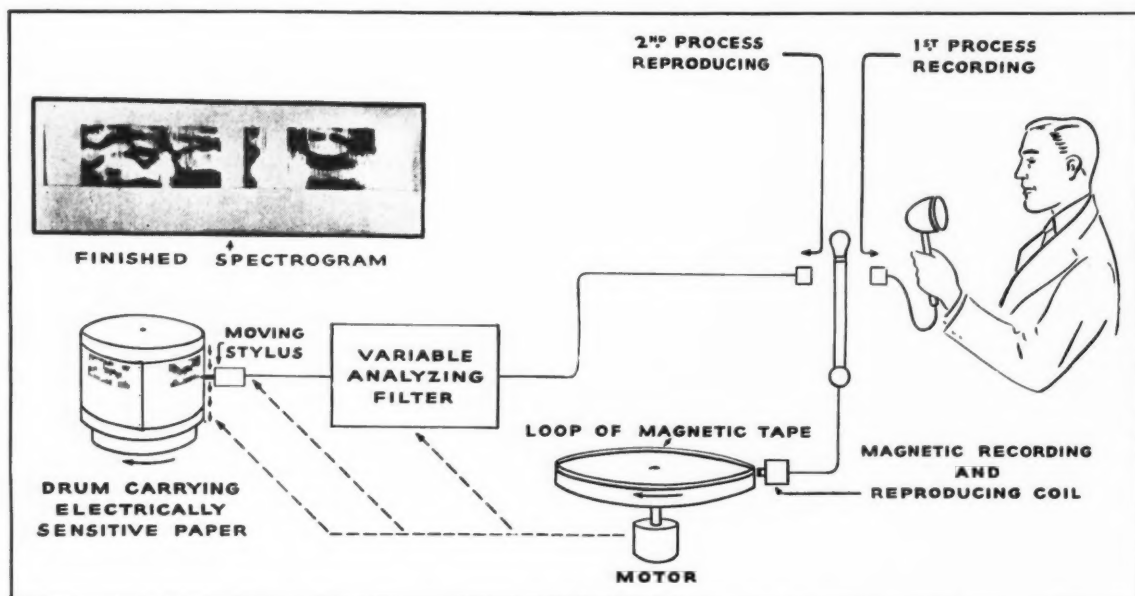 2ND PROCESS
REPRODUCING
1ST PROCESS
RECORDING
FINISHED SPECTROGRAM
MOVING
STYLUS
VARIABLE
ANALYZING
FILTER
LOOP OF MAGNETIC TAPE
MAGNETIC RECORDING
AND
REPRODUCING COIL
DRUM CARRYING
ELECTRICALLY
SENSITIVE PAPER
MOTOR